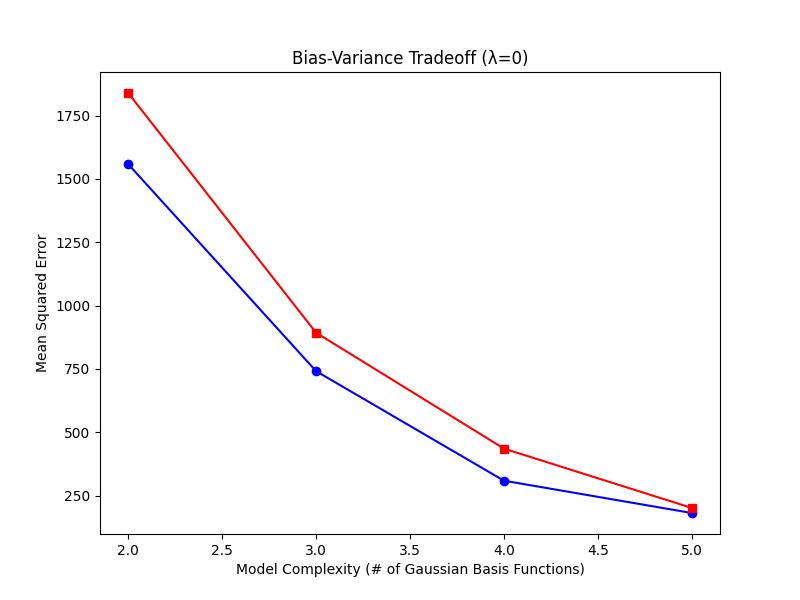 Bias-Variance Tradeoff (λ=0)
Mean Squared Error
1750
1500
1250
1000
750
500
250
2.0 2.5 3.0 3.5 4.0 4.5 5.0
Model Complexity (# of Gaussian Basis Functions)